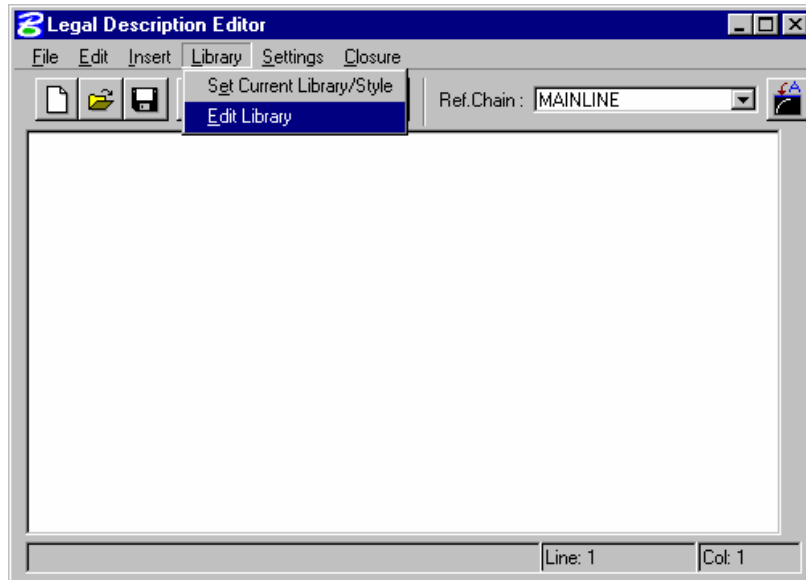 Legal Description Editor
File Edit Insert Library Settings Closure
Set Current Library/Style
Edit Library
Ref.Chain : MAINLINE
A
Line: 1 Col: 1